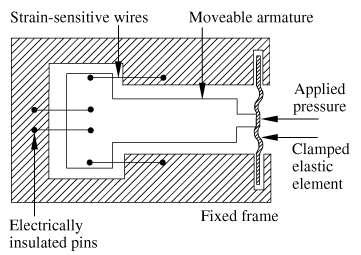 Strain-sensitive wires
Moveable armature
Applied
pressure
Clamped
elastic
element
Fixed frame
Electrically
insulated pins